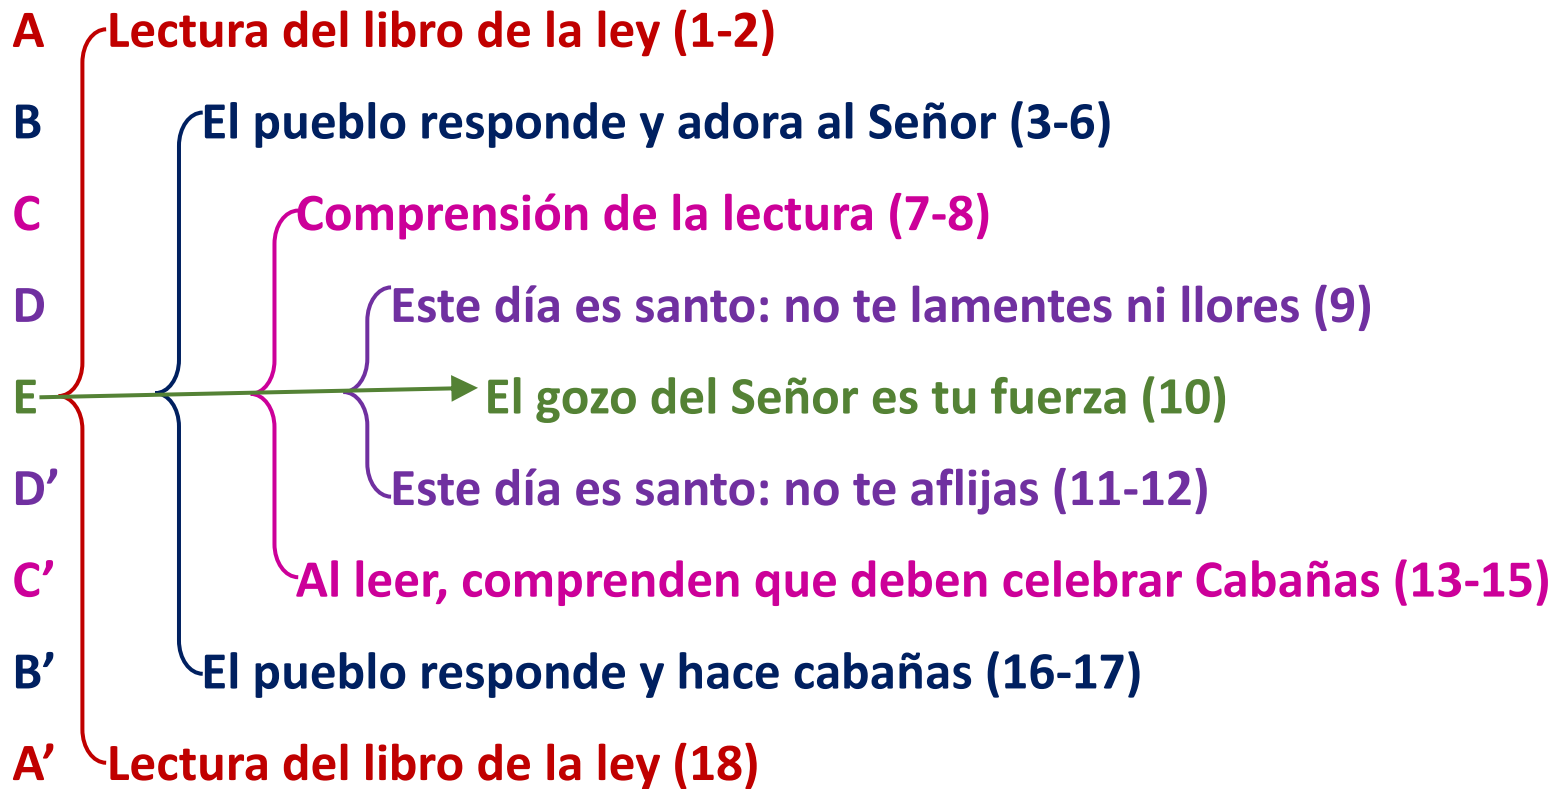 A Lectura del libro de la ley (1-2)
B El pueblo responde y adora al Señor (3-6)
C Comprensión de la lectura (7-8)
D Este día es santo: no te lamentes ni llores (9)
E El gozo del Señor es tu fuerza (10)
D’ Este día es santo: no te aflijas (11-12)
C’ Al leer, comprenden que deben celebrar Cabañas (13-15)
B’ El pueblo responde y hace cabañas (16-17)
A’ Lectura del libro de la ley (18)